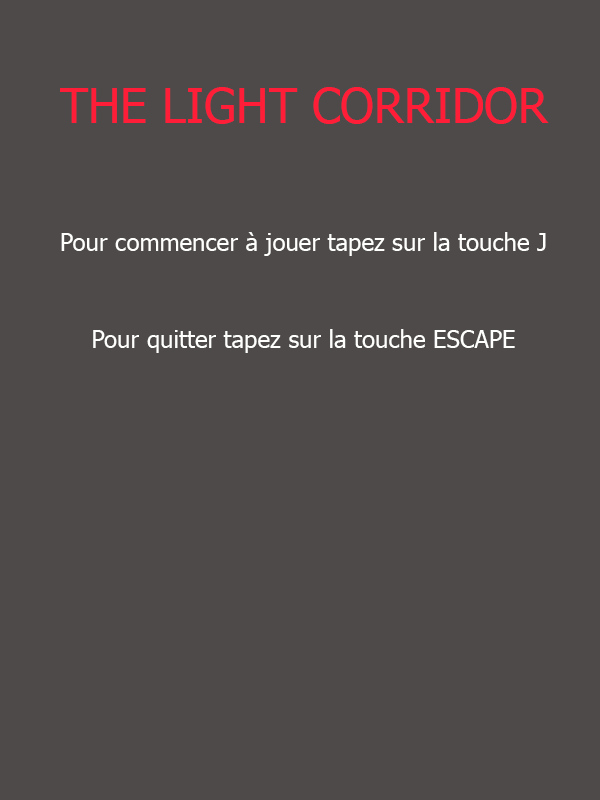 THE LIGHT CORRIDOR
Pour commencer à jouer tapez sur la touche J
Pour quitter tapez sur la touche ESCAPE